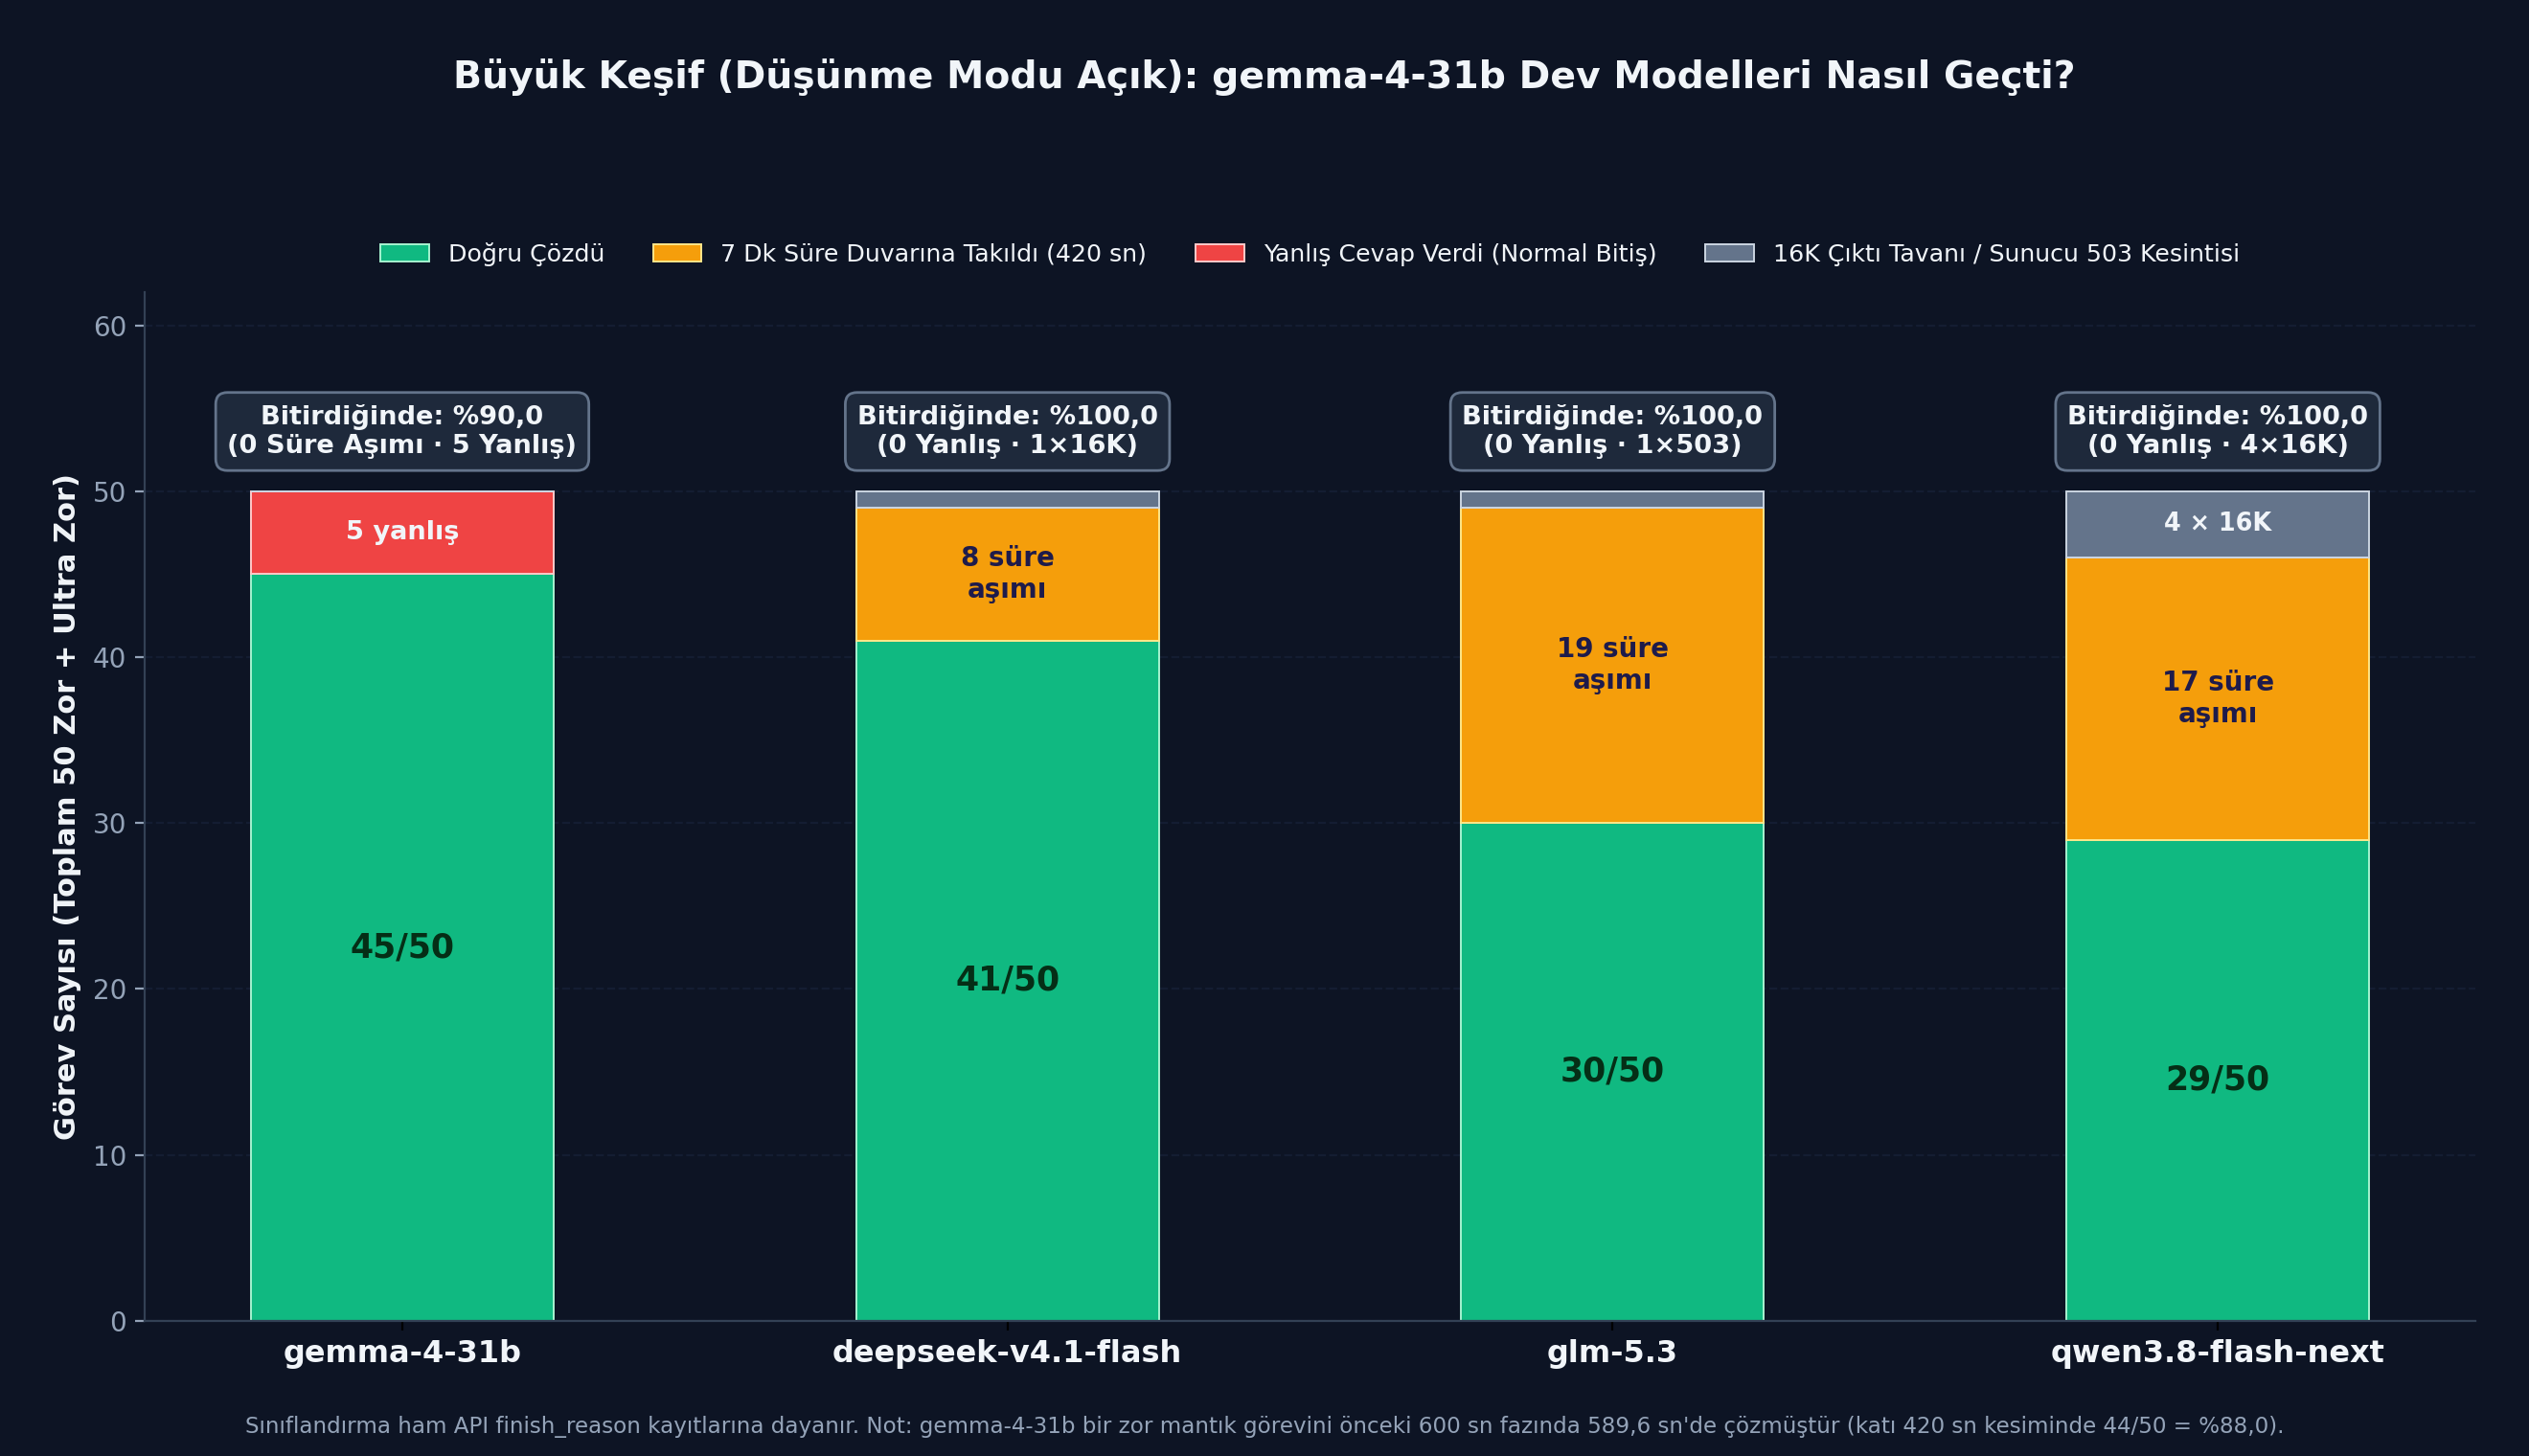 Büyük Keşif (Düşünme Modu Açık): gemma-4-31b Dev Modelleri Nasıl Geçti?
Doğru Çözdü
7 Dk Süre Duvarına Takıldı (420 sn)
Yanlış Cevap Verdi (Normal Bitiş)
16K Çıktı Tavanı / Sunucu 503 Kesintisi
Görev Sayısı (Toplam 50 Zor + Ultra Zor)
60
50
40
30
20
10
0
Bitirdiğinde: %90,0
(0 Süre Aşımı · 5 Yanlış)
5 yanlış
45/50
gemma-4-31b
Bitirdiğinde: %100,0
(0 Yanlış · 1×16K)
8 süre
aşımı
41/50
deepseek-v4.1-flash
Bitirdiğinde: %100,0
(0 Yanlış · 1×503)
19 süre
aşımı
30/50
glm-5.3
Bitirdiğinde: %100,0
(0 Yanlış · 4×16K)
4 × 16K
17 süre
aşımı
29/50
qwen3.8-flash-next
Sınıflandırma ham API finish_reason kayıtlarına dayanır. Not: gemma-4-31b bir zor mantık görevini önceki 600 sn fazında 589,6 sn'de çözmüştür (katı 420 sn kesiminde 44/50 = %88,0).